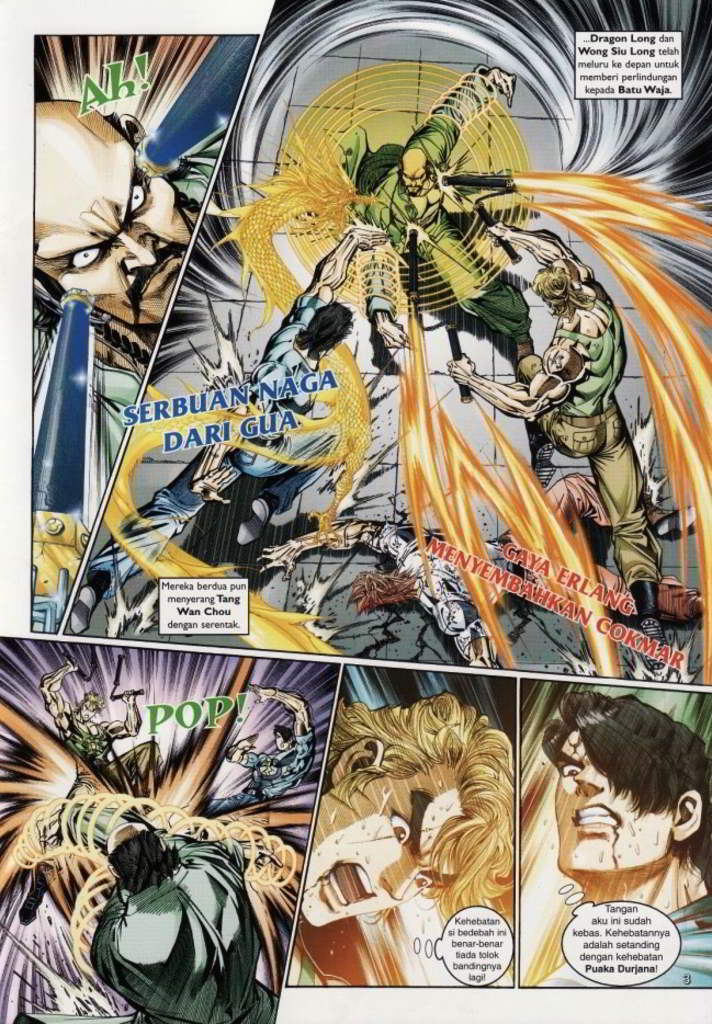 Ah!
...Dragon Long dan
Wong Siu Long telah
meluru ke depan untuk
memberi perlindungan
kepada Batu Waja.
SERBUAN NAGA
DARI GUA
GAYA ERLANG
MENYEMBAHKAN COKMAR
Mereka berdua pun
menyerang Tang
Wan Chou
dengan serentak.
POP!
Kehebatan
si bedebah ini
benar-benar
tiada tolok
bandingnya
lagi!
Tangan
aku ini sudah
kebas. Kehebatannya
adalah setanding
dengan kehebatan
Puaka Durjana!
3